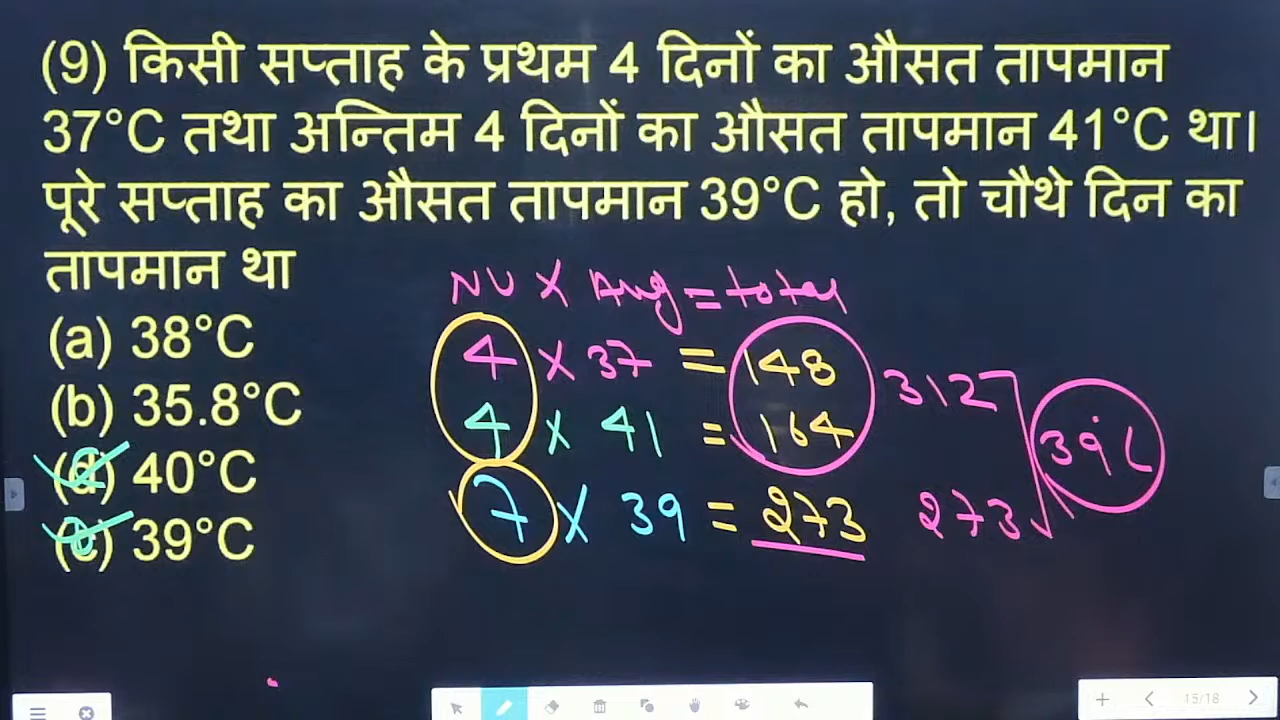 (9) किसी सप्ताह के प्रथम 4 दिनों का औसत तापमान
37°C तथा अन्तिम 4 दिनों का औसत तापमान 41°C था।
पूरे सप्ताह का औसत तापमान 39°C हो, तो चौथे दिन का
तापमान था
NU X Avg = total
(a) 38°C
4 X 37 = 148
312
(b) 35.8°C
4 X 41 = 164
39°C
40°C
7 X 39 = 273
273
39°C
15/18